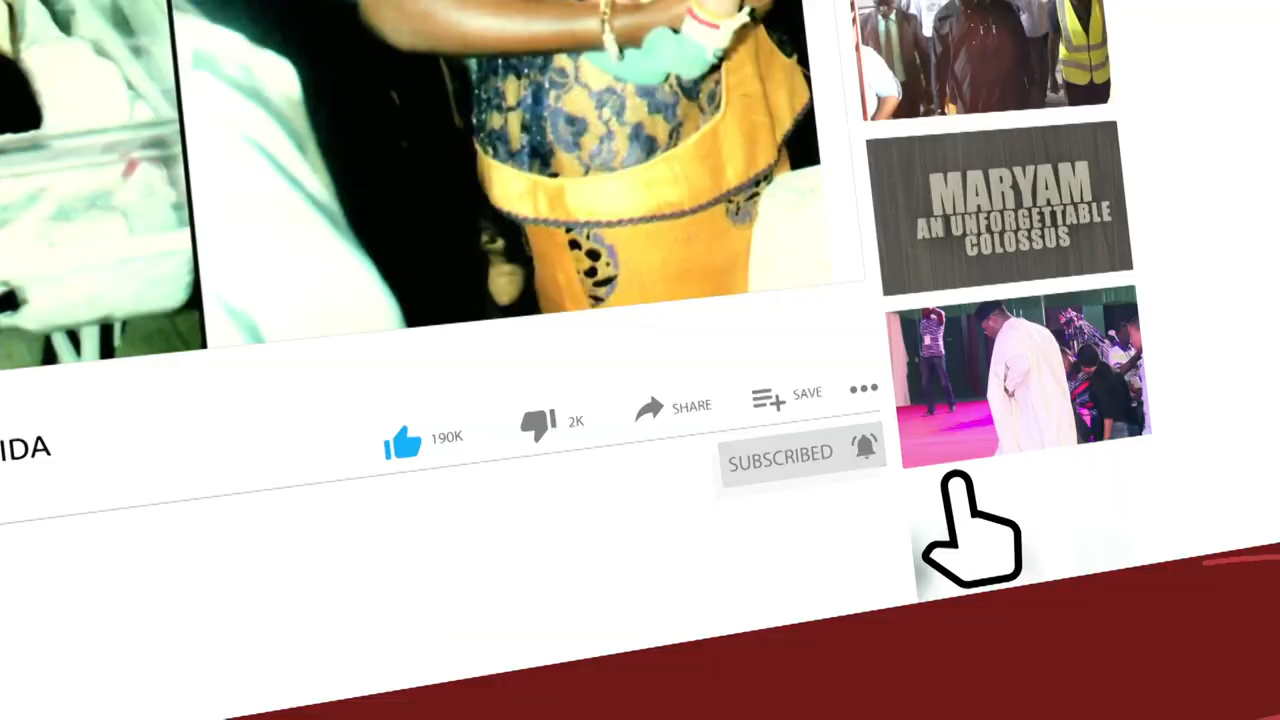 MARYAM
AN UNFORGETTABLE
COLOSSUS
IDA
190K
2K
SHARE
SAVE
SUBSCRIBED